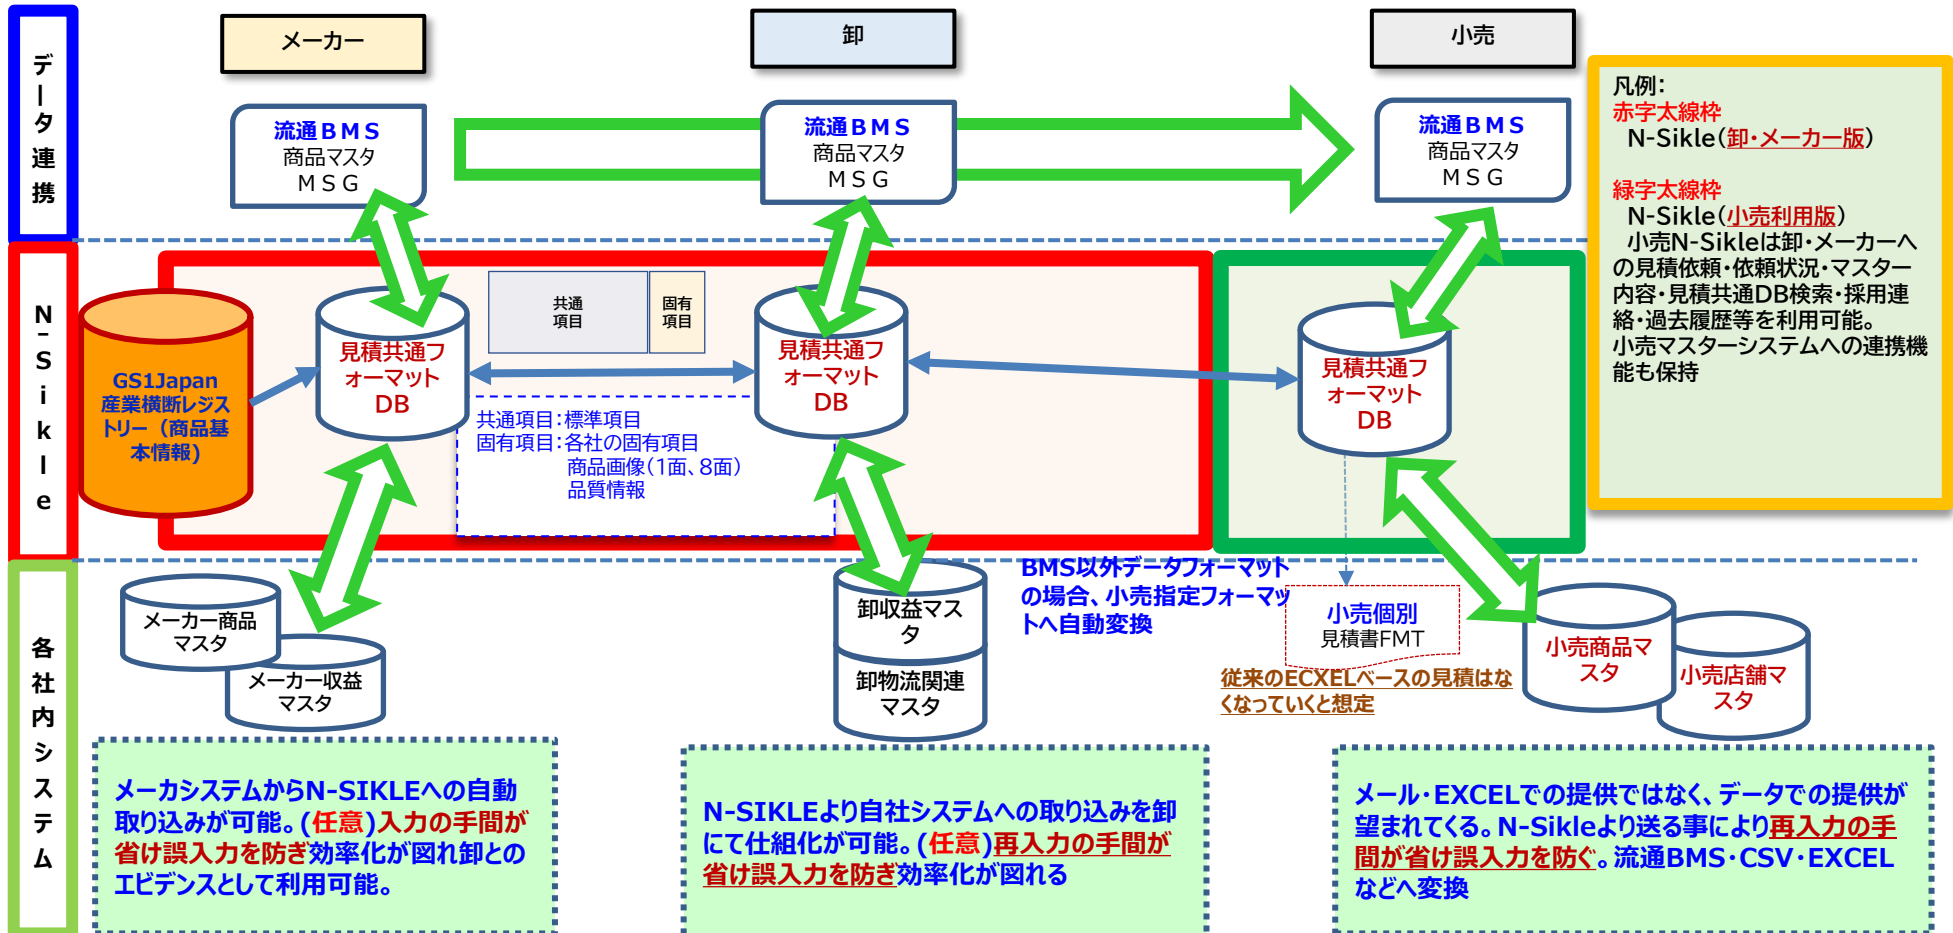 データ連携
メーカー
卸
小売
流通ＢＭＳ
商品マスタ
ＭＳＧ
流通ＢＭＳ
商品マスタ
ＭＳＧ
流通ＢＭＳ
商品マスタ
ＭＳＧ
凡例：
赤字太線枠
N-Sikle(卸・メーカー版)
緑字太線枠
N-Sikle(小売利用版)
小売N-Sikleは卸・メーカーへ
の見積依頼・依頼状況・マスター
内容・見積共通DB検索・採用連
絡・過去履歴等を利用可能。
小売マスターシステムへの連携機
能も保持
N-Sikle
GS1Japan
産業横断レジス
トリー（商品基
本情報)
見積共通フ
ォーマット
DB
共通
項目
固有
項目
見積共通フ
ォーマット
DB
見積共通フ
ォーマット
DB
共通項目：標準項目
固有項目：各社の固有項目
商品画像(1面、8面)
品質情報
各社内システム
メーカー商品
マスタ
メーカー収益
マスタ
卸収益マス
タ
卸物流関連
マスタ
BMS以外データフォーマット
の場合、小売指定フォーマッ
トへ自動変換
小売個別
見積書FMT
従来のECXELベースの見積はな
くなっていくと想定
小売商品マ
スタ
小売店舗マ
スタ
メーカシステムからN-SIKLEへの自動
取り込みが可能。(任意)入力の手間が
省け誤入力を防ぎ効率化が図れ卸との
エビデンスとして利用可能。
N-SIKLEより自社システムへの取り込みを卸
にて仕組化が可能。(任意)再入力の手間が
省け誤入力を防ぎ効率化が図れる
メール・EXCELでの提供ではなく、データでの提供が
望まれてくる。N-Sikleより送る事により再入力の手
間が省け誤入力を防ぐ。流通BMS・CSV・EXCEL
などへ変換